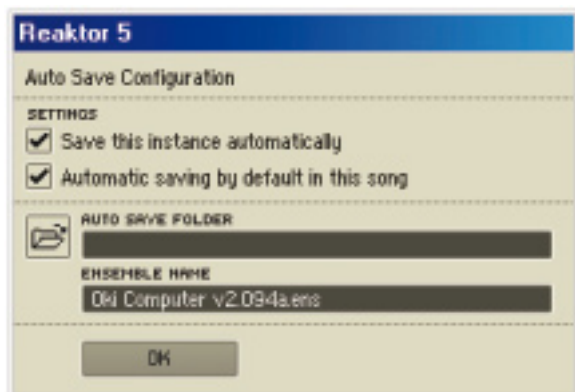 Reaktor 5
Auto Save Configuration
SETTINGS
Save this instance automatically
Automatic saving by default in this song
AUTO SAVE FOLDER
ENSEMBLE NAME
Oki Computer v2.094a.ens
OK